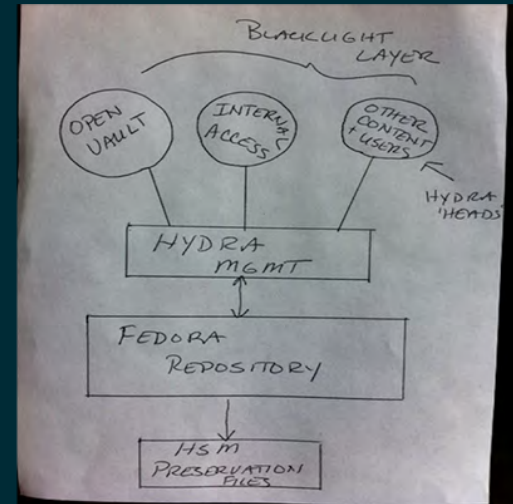 BLACKLIGHT
LAYER
OPEN
VAULT
INTERNAL
ACCESS
OTHER
CONTENT
+ USERS
HYDRA
'HEADS'
HYDRA
MGMT
FEDORA
REPOSITORY
HSM
PRESERVATION
FILES